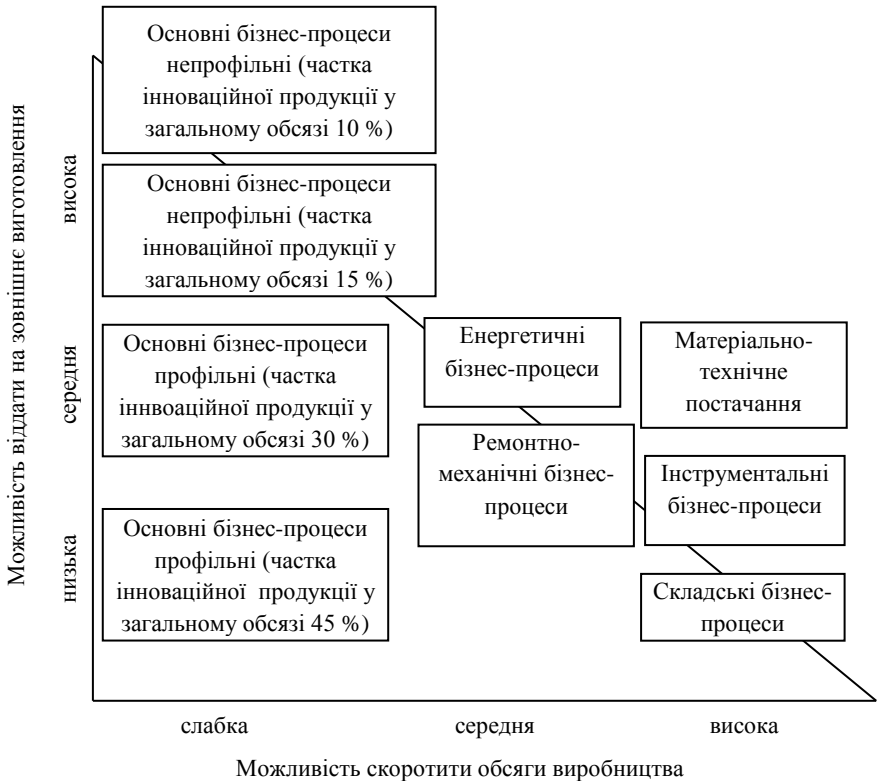 Можливість віддати на зовнішнє виготовлення
висока
середня
низька
Основні бізнес-процеси
непрофільні (частка
інноваційної продукції у
загальному обсязі 10 %)
Основні бізнес-процеси
непрофільні (частка
інноваційної продукції у
загальному обсязі 15 %)
Основні бізнес-процеси
профільні (частка
іннвоаційної продукції у
загальному обсязі 30 %)
Енергетичні
бізнес-процеси
Матеріально-
технічне
постачання
Ремонтно-
механічні бізнес-
процеси
Інструментальні
бізнес-процеси
Основні бізнес-процеси
профільні (частка
інноваційної продукції у
загальному обсязі 45 %)
Складські бізнес-
процеси
слабка
середня
висока
Можливість скоротити обсяги виробництва